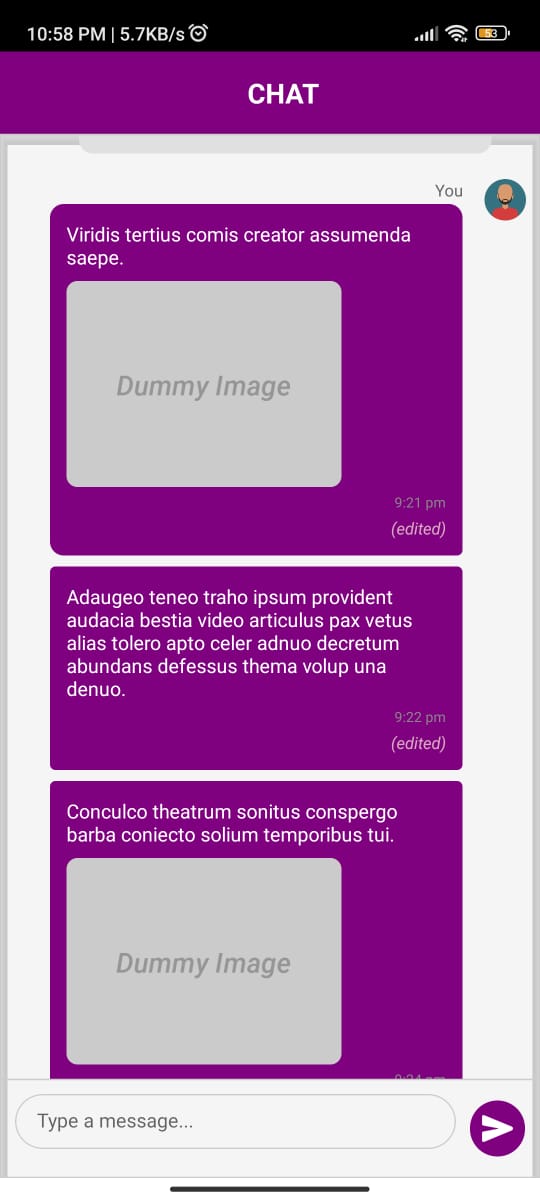 10:58 PM | 5.7KB/s
53
CHAT
You
Viridis tertius comis creator assumenda
saepe.
Dummy Image
9:21 pm
(edited)
Adaugeo teneo traho ipsum provident
audacia bestia video articulus pax vetus
alias tolero apto celer adnuo decretum
abundans defessus thema volup una
denuo.
9:22 pm
(edited)
Conculco theatrum sonitus conspergo
barba coniecto solium temporibus tui.
Dummy Image
Type a message...